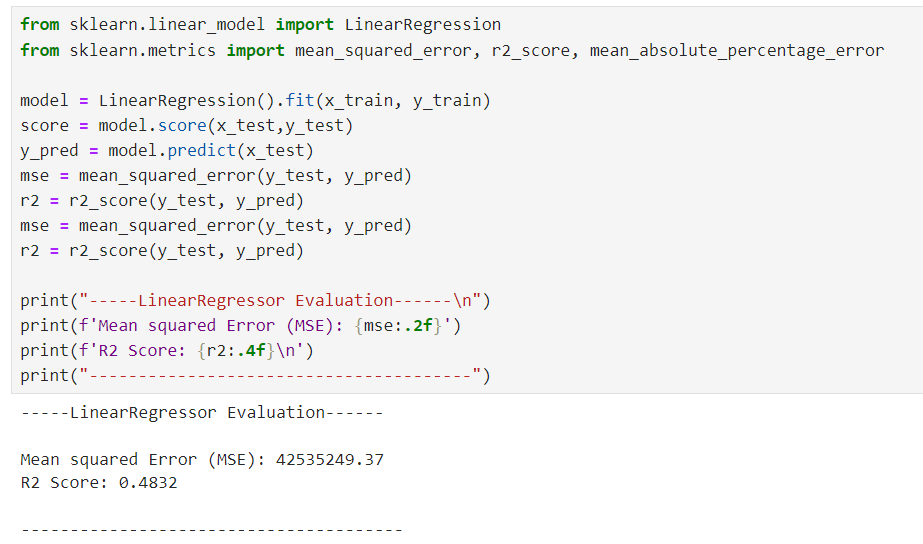 from sklearn.linear_model import LinearRegression
from sklearn.metrics import mean_squared_error, r2_score, mean_absolute_percentage_error
model = LinearRegression().fit(x_train, y_train)
score = model.score(x_test,y_test)
y_pred = model.predict(x_test)
mse = mean_squared_error(y_test, y_pred)
r2 = r2_score(y_test, y_pred)
mse = mean_squared_error(y_test, y_pred)
r2 = r2_score(y_test, y_pred)
print("-----LinearRegressor Evaluation------\n")
print(f'Mean squared Error (MSE): {mse:.2f}')
print(f'R2 Score: {r2:.4f}\n')
print("---------------------------------------")
-----LinearRegressor Evaluation------
Mean squared Error (MSE): 42535249.37
R2 Score: 0.4832
---------------------------------------